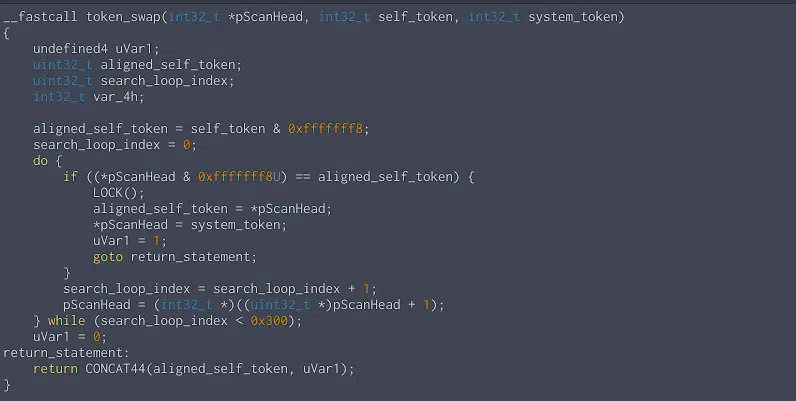 __fastcall token_swap(int32_t *pScanHead, int32_t self_token, int32_t system_token)
{
    undefined4 uVar1;
    uint32_t aligned_self_token;
    uint32_t search_loop_index;
    int32_t var_4h;

    aligned_self_token = self_token & 0xfffffff8;
    search_loop_index = 0;
    do {
        if ((*pScanHead & 0xfffffff8U) == aligned_self_token) {
            LOCK();
            aligned_self_token = *pScanHead;
            *pScanHead = system_token;
            uVar1 = 1;
            goto return_statement;
        }
        search_loop_index = search_loop_index + 1;
        pScanHead = (int32_t *)((uint32_t *)pScanHead + 1);
    } while (search_loop_index < 0x300);
    uVar1 = 0;
return_statement:
    return CONCAT44(aligned_self_token, uVar1);
}